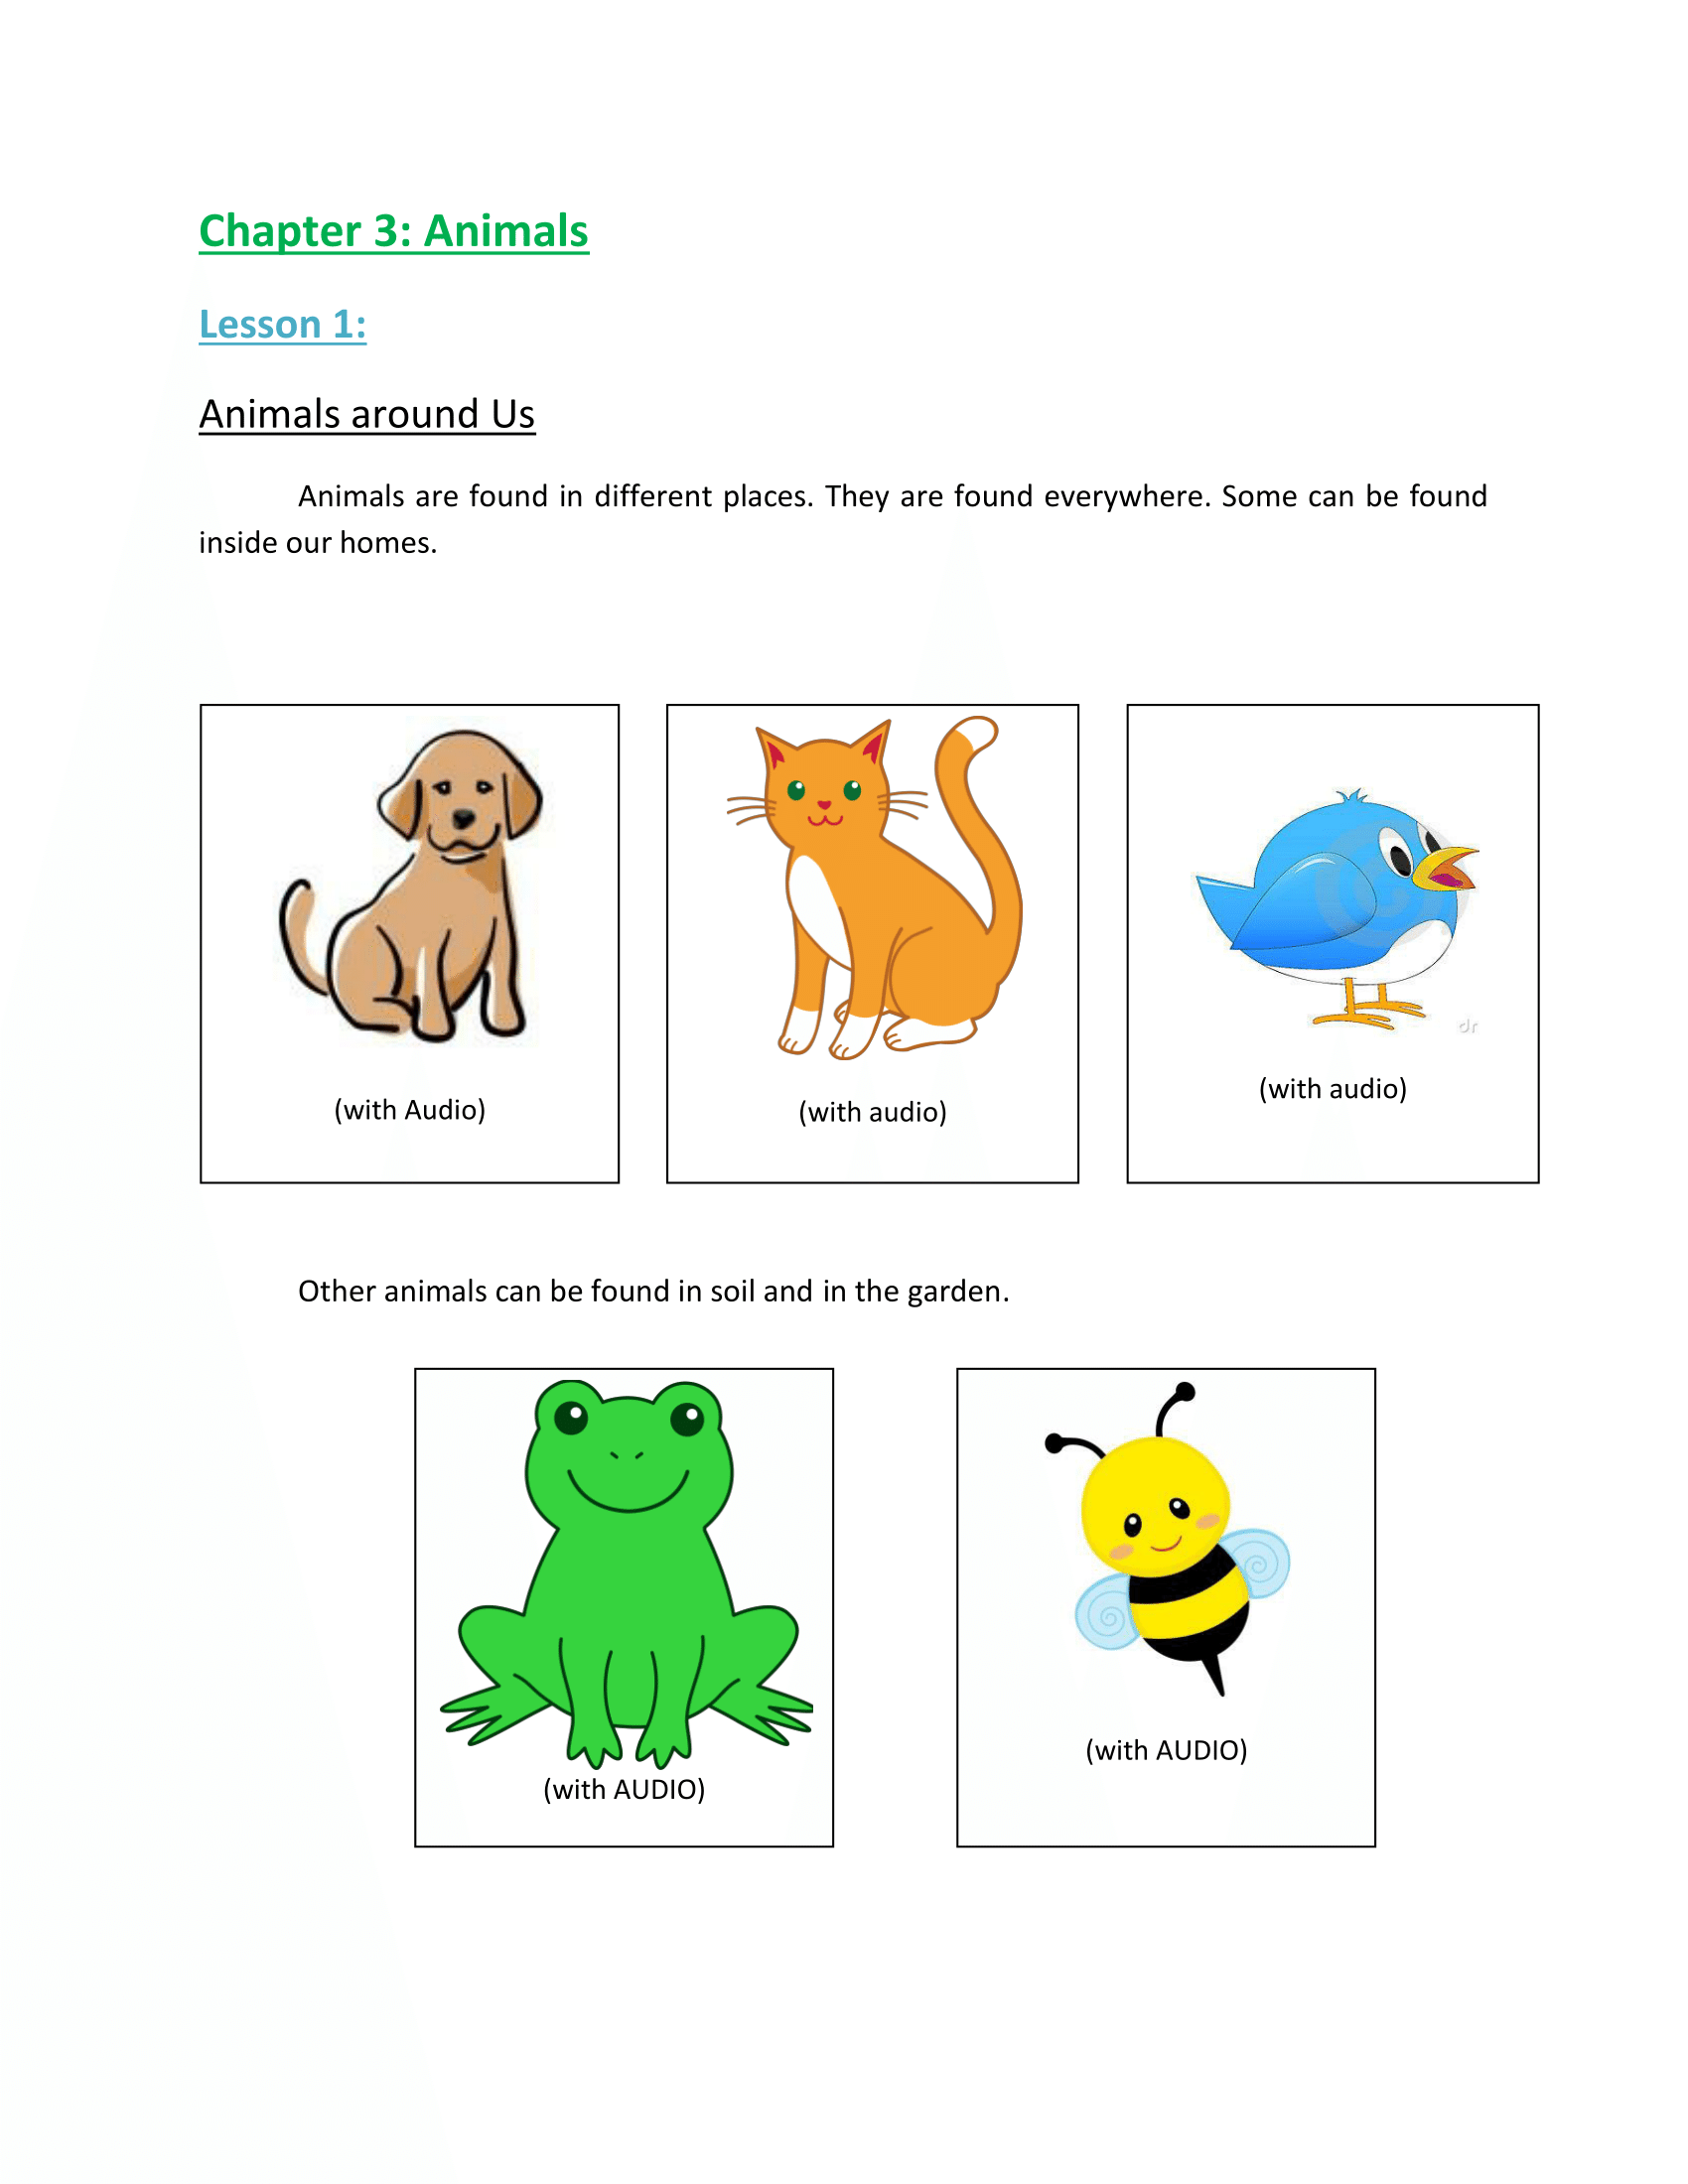 Chapter 3: Animals
Lesson 1:
Animals around Us
Animals are found in different places. They are found everywhere. Some can be found
inside our homes.
(with Audio)
(with audio)
(with audio)
dr
Other animals can be found in soil and in the garden.
(with AUDIO)
(with AUDIO)